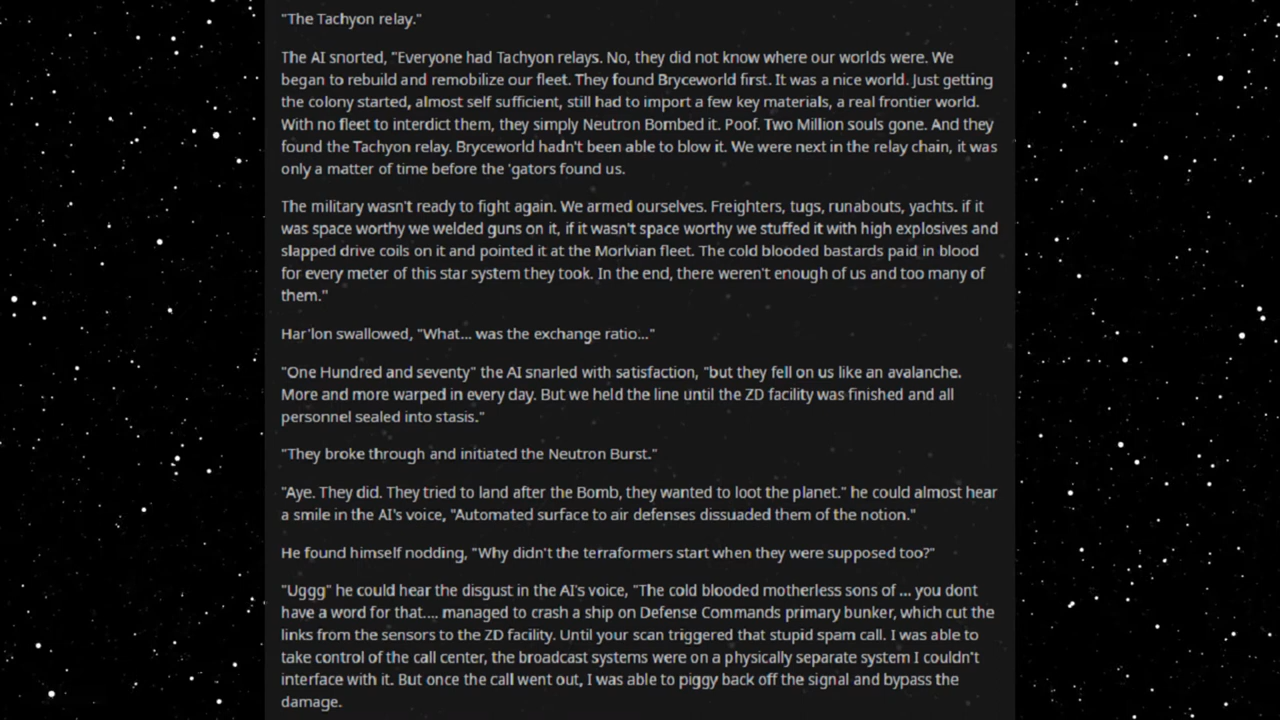 "The Tachyon relay."
The AI snorted, "Everyone had Tachyon relays. No, they did not know where our worlds were. We
began to rebuild and remobilize our fleet. They found Bryceworld first. It was a nice world. Just getting
the colony started, almost self sufficient, still had to import a few key materials, a real frontier world.
With no fleet to interdict them, they simply Neutron Bombed it. Poof. Two Million souls gone. And they
found the Tachyon relay. Bryceworld hadn't been able to blow it. We were next in the relay chain, it was
only a matter of time before the 'gators found us.
The military wasn't ready to fight again. We armed ourselves. Freighters, tugs, runabouts, yachts. if it
was space worthy we welded guns on it, if it wasn't space worthy we stuffed it with high explosives and
slapped drive coils on it and pointed it at the Morlvian fleet. The cold blooded bastards paid in blood
for every meter of this star system they took. In the end, there weren't enough of us and too many of
them."
Har'lon swallowed, "What... was the exchange ratio..."
"One Hundred and seventy" the AI snarled with satisfaction, "but they fell on us like an avalanche.
More and more warped in every day. But we held the line until the ZD facility was finished and all
personnel sealed into stasis."
"They broke through and initiated the Neutron Burst."
"Aye. They did. They tried to land after the Bomb, they wanted to loot the planet." he could almost hear
a smile in the AI's voice, "Automated surface to air defenses dissuaded them of the notion."
He found himself nodding, "Why didn't the terraformers start when they were supposed too?"
"Uggg" he could hear the disgust in the AI's voice, "The cold blooded motherless sons of ... you dont
have a word for that.... managed to crash a ship on Defense Commands primary bunker, which cut the
links from the sensors to the ZD facility. Until your scan triggered that stupid spam call. I was able to
take control of the call center, the broadcast systems were on a physically separate system I couldn't
interface with it. But once the call went out, I was able to piggy back off the signal and bypass the
damage.